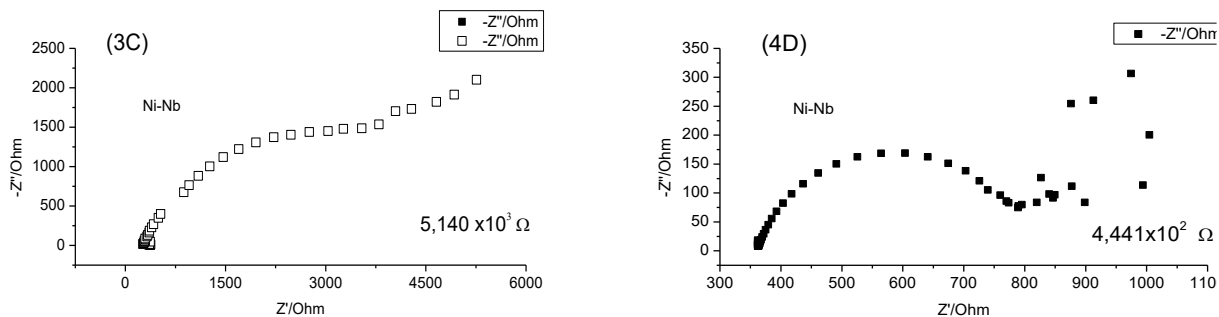 (3C)
-Z"/Ohm
-Z"/Ohm
2500
2000
1500
1000
500
0
Ni-Nb
5,140 x10³ Ω
-Z"/Ohm
0 1500 3000 4500 6000
Z'/Ohm
(4D)
-Z"/Ohm
350
300
250
200
150
100
50
0
Ni-Nb
4,441x10² Ω
-Z"/Ohm
300 400 500 600 700 800 900 1000 110
Z'/Ohm